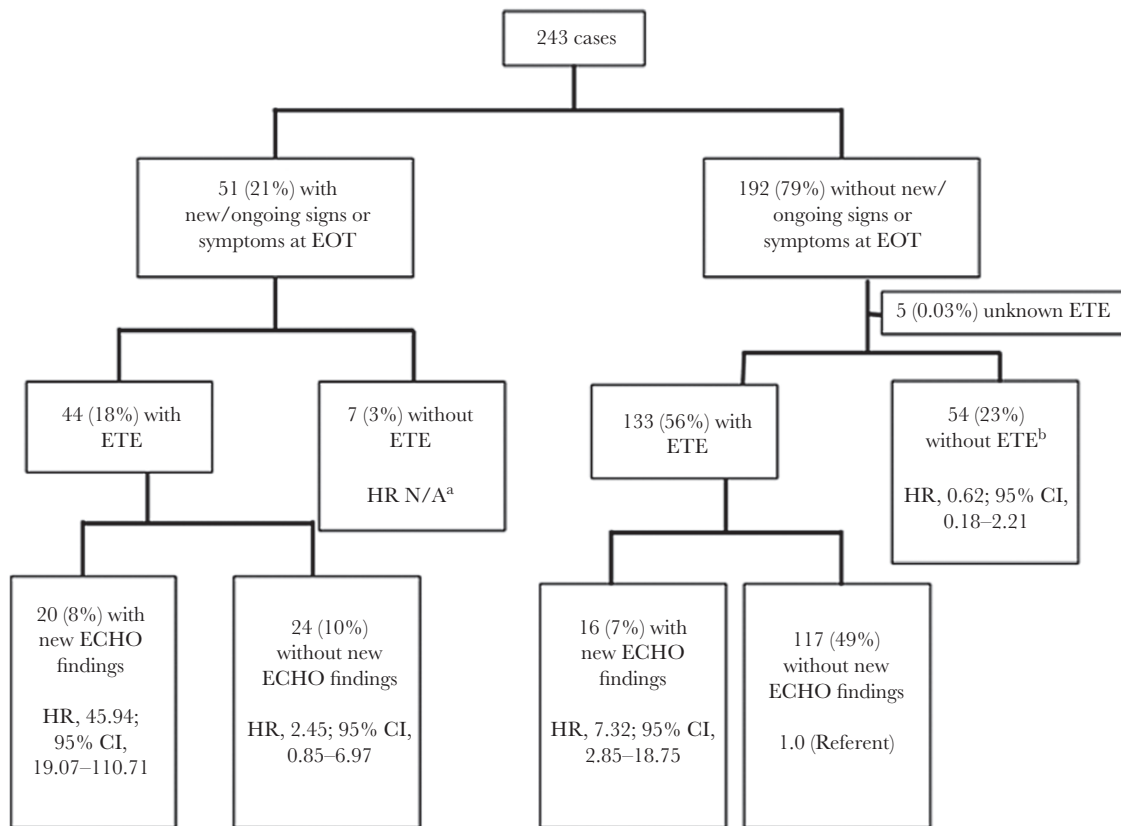 243 cases
51 (21%) with
new/ongoing signs or
symptoms at EOT
192 (79%) without new/
ongoing signs or
symptoms at EOT
5 (0.03%) unknown ETE
44 (18%) with
ETE
7 (3%) without
ETE
HR N/Aᵃ
133 (56%) with
ETE
54 (23%)
without ETEᵇ
HR, 0.62; 95% CI,
0.18–2.21
20 (8%) with
new ECHO
findings
HR, 45.94;
95% CI,
19.07–110.71
24 (10%)
without new
ECHO findings
HR, 2.45; 95% CI,
0.85–6.97
16 (7%) with
new ECHO
findings
HR, 7.32; 95% CI,
2.85–18.75
117 (49%)
without new
ECHO findings
1.0 (Referent)